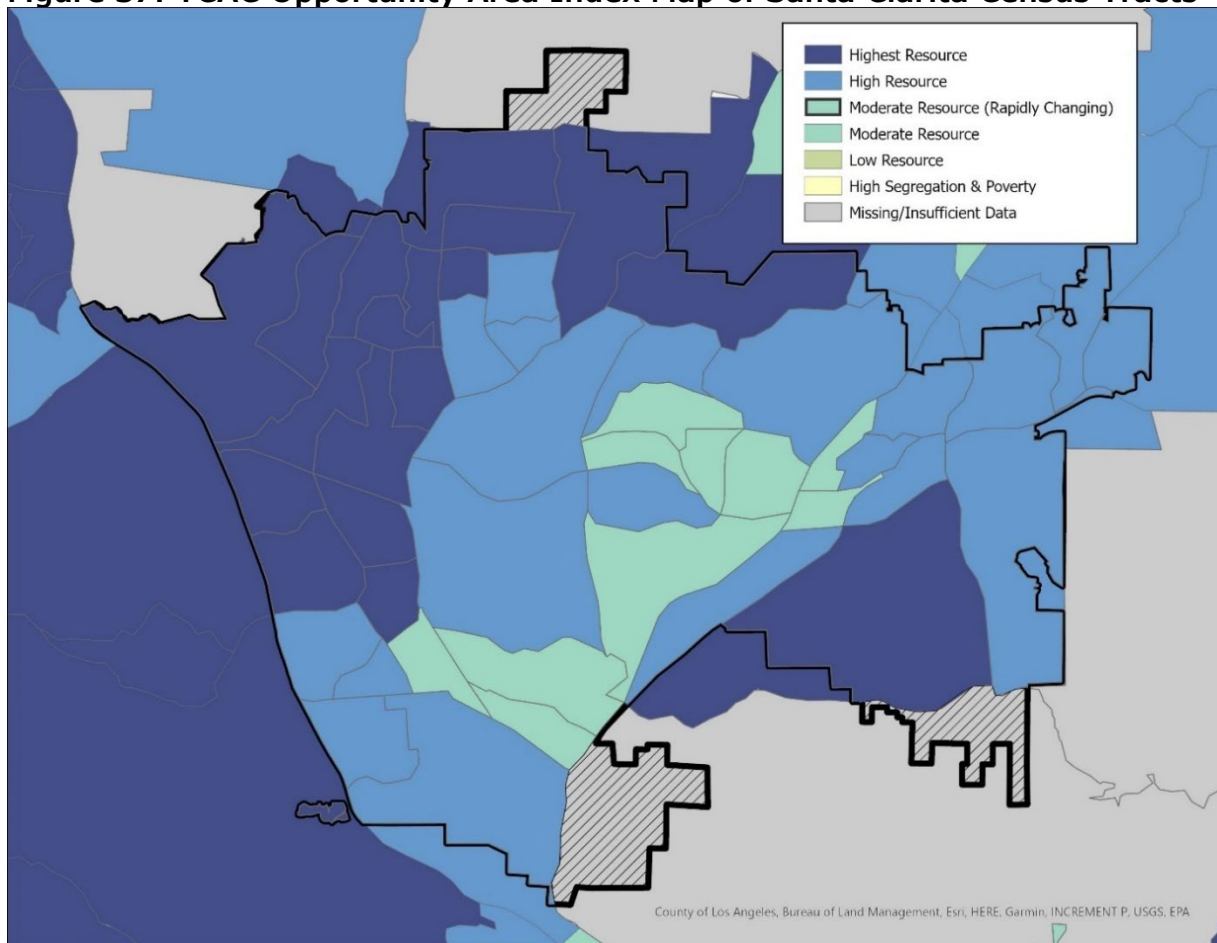 Figure 37: TCAC Opportunity Area Index Map of Santa Clarita Census Tracts
Highest Resource
High Resource
Moderate Resource (Rapidly Changing)
Moderate Resource
Low Resource
High Segregation & Poverty
Missing/Insufficient Data
County of Los Angeles, Bureau of Land Management, Esri, HERE, Garmin, INCREMENT P, USGS, EPA